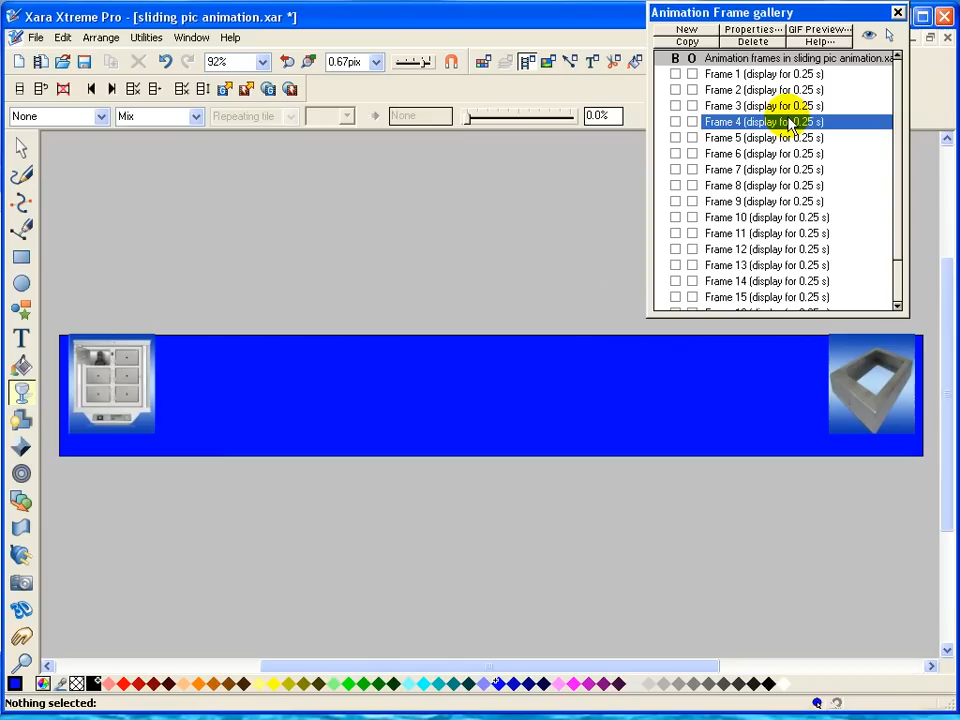 Xara Xtreme Pro - [sliding pic animation.xar *]
File Edit Arrange Utilities Window Help
92%
0.67pix
None
Mix
Repeating tile
None
0.0%
Animation Frame gallery
New Properties... GIF Preview...
Copy Delete Help...
B O Animation frames in sliding pic animation.xa
Frame 1 (display for 0.25 s)
Frame 2 (display for 0.25 s)
Frame 3 (display for 0.25 s)
Frame 4 (display for 0.25 s)
Frame 5 (display for 0.25 s)
Frame 6 (display for 0.25 s)
Frame 7 (display for 0.25 s)
Frame 8 (display for 0.25 s)
Frame 9 (display for 0.25 s)
Frame 10 (display for 0.25 s)
Frame 11 (display for 0.25 s)
Frame 12 (display for 0.25 s)
Frame 13 (display for 0.25 s)
Frame 14 (display for 0.25 s)
Frame 15 (display for 0.25 s)
Nothing selected: